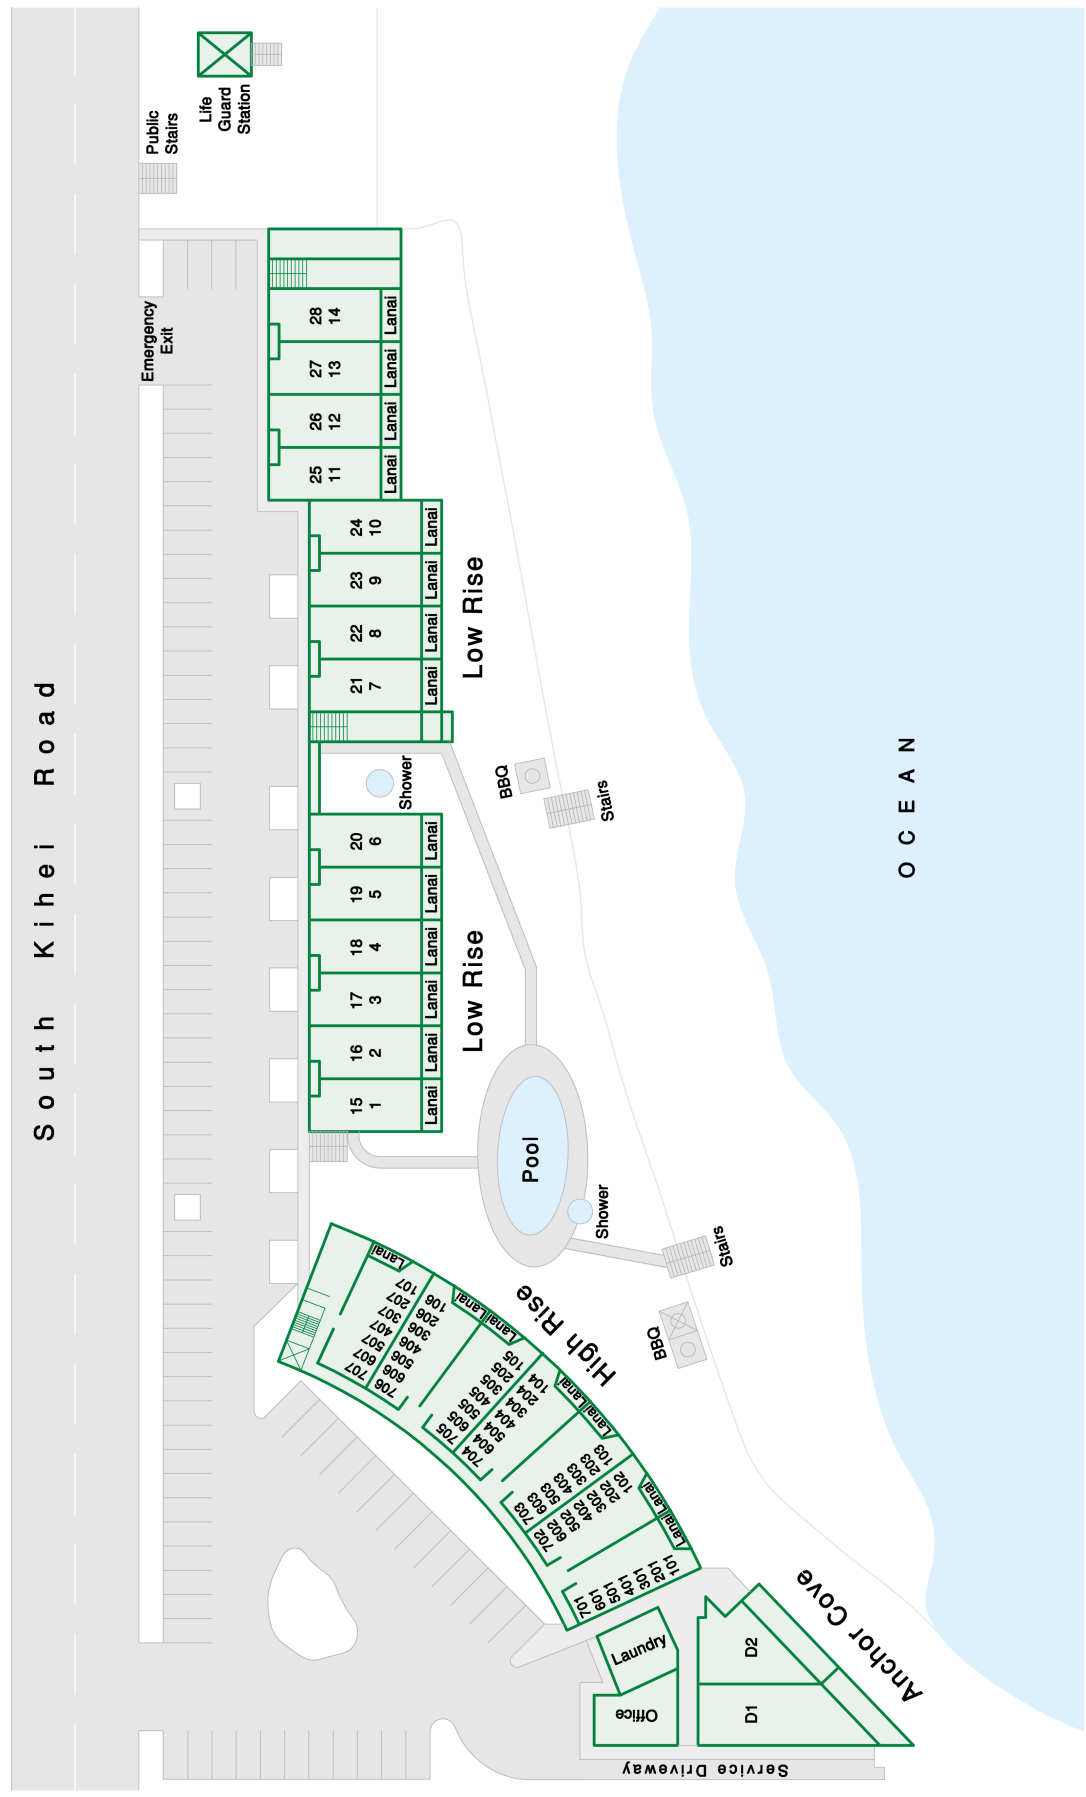 Life
Guard
Station
Public
Stairs
Emergency
Exit
28
14
Lanai
27
13
Lanai
26
12
Lanai
25
11
Lanai
24
10
Lanai
23
9
Lanai
22
8
Lanai
21
7
Lanai
Low Rise
South Kihei Road
OCEAN
Shower
BBQ
Stairs
20
6
Lanai
19
5
Lanai
18
4
Lanai
17
3
Lanai
16
2
Lanai
15
1
Lanai
Low Rise
Pool
Shower
Stairs
BBQ
High Rise
Lanai
707 607 507 407 307 207 107
706 606 506 406 306 206 106
Lanai
Lanai
705 605 505 405 305 205 105
704 604 504 404 304 204 104
Lanai
Lanai
703 603 503 403 303 203 103
702 602 502 402 302 202 102
Lanai
Lanai
701 601 501 401 301 201 101
Anchor Cove
Laundry
Office
D2
D1
Service Driveway